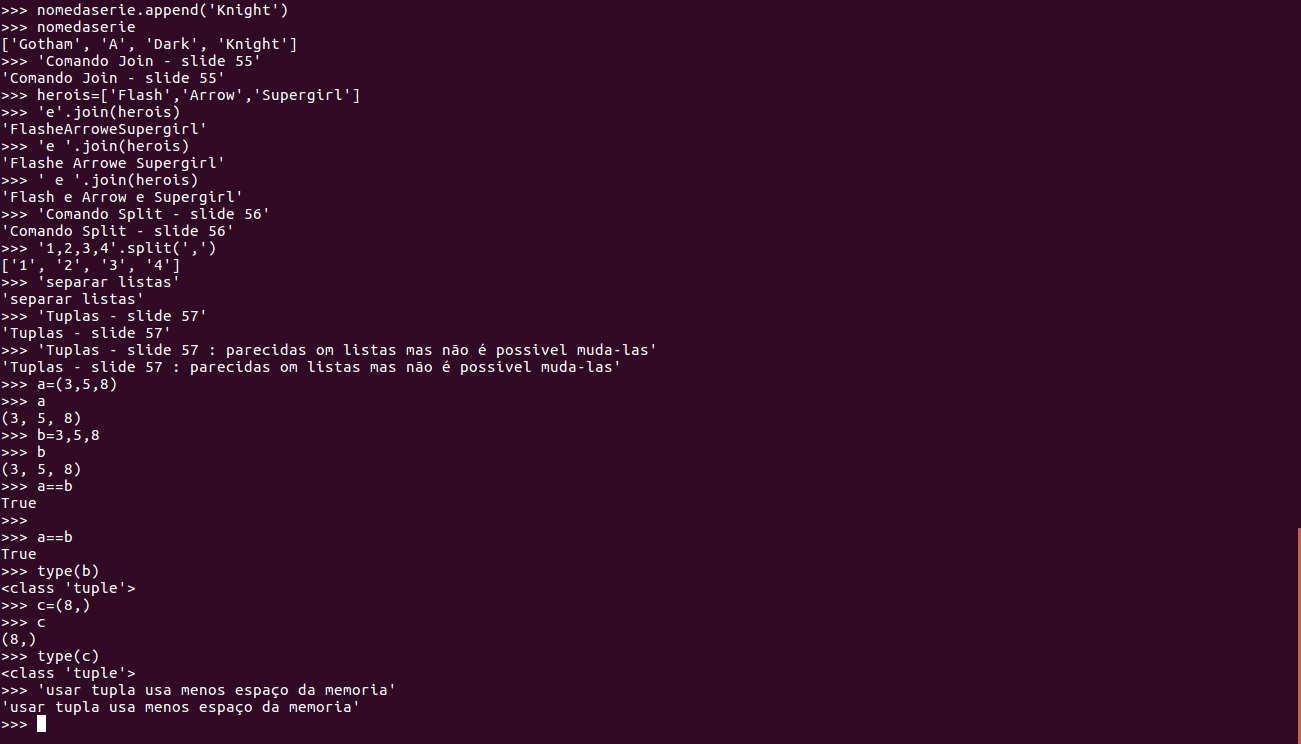 >>> nomedaserie.append('Knight')
>>> nomedaserie
['Gotham', 'A', 'Dark', 'Knight']
>>> 'Comando Join - slide 55'
'Comando Join - slide 55'
>>> herois=['Flash','Arrow','Supergirl']
>>> 'e'.join(herois)
'FlasheArroweSupergirl'
>>> 'e '.join(herois)
'Flashe Arrowe Supergirl'
>>> ' e '.join(herois)
'Flash e Arrow e Supergirl'
>>> 'Comando Split - slide 56'
'Comando Split - slide 56'
>>> '1,2,3,4'.split(',')
['1', '2', '3', '4']
>>> 'separar listas'
'separar listas'
>>> 'Tuplas - slide 57'
'Tuplas - slide 57'
>>> 'Tuplas - slide 57 : parecidas om listas mas não é possivel muda-las'
'Tuplas - slide 57 : parecidas om listas mas não é possivel muda-las'
>>> a=(3,5,8)
>>> a
(3, 5, 8)
>>> b=3,5,8
>>> b
(3, 5, 8)
>>> a==b
True
>>>
>>> a==b
True
>>> type(b)
<class 'tuple'>
>>> c=(8,)
>>> c
(8,)
>>> type(c)
<class 'tuple'>
>>> 'usar tupla usa menos espaço da memoria'
'usar tupla usa menos espaço da memoria'
>>>